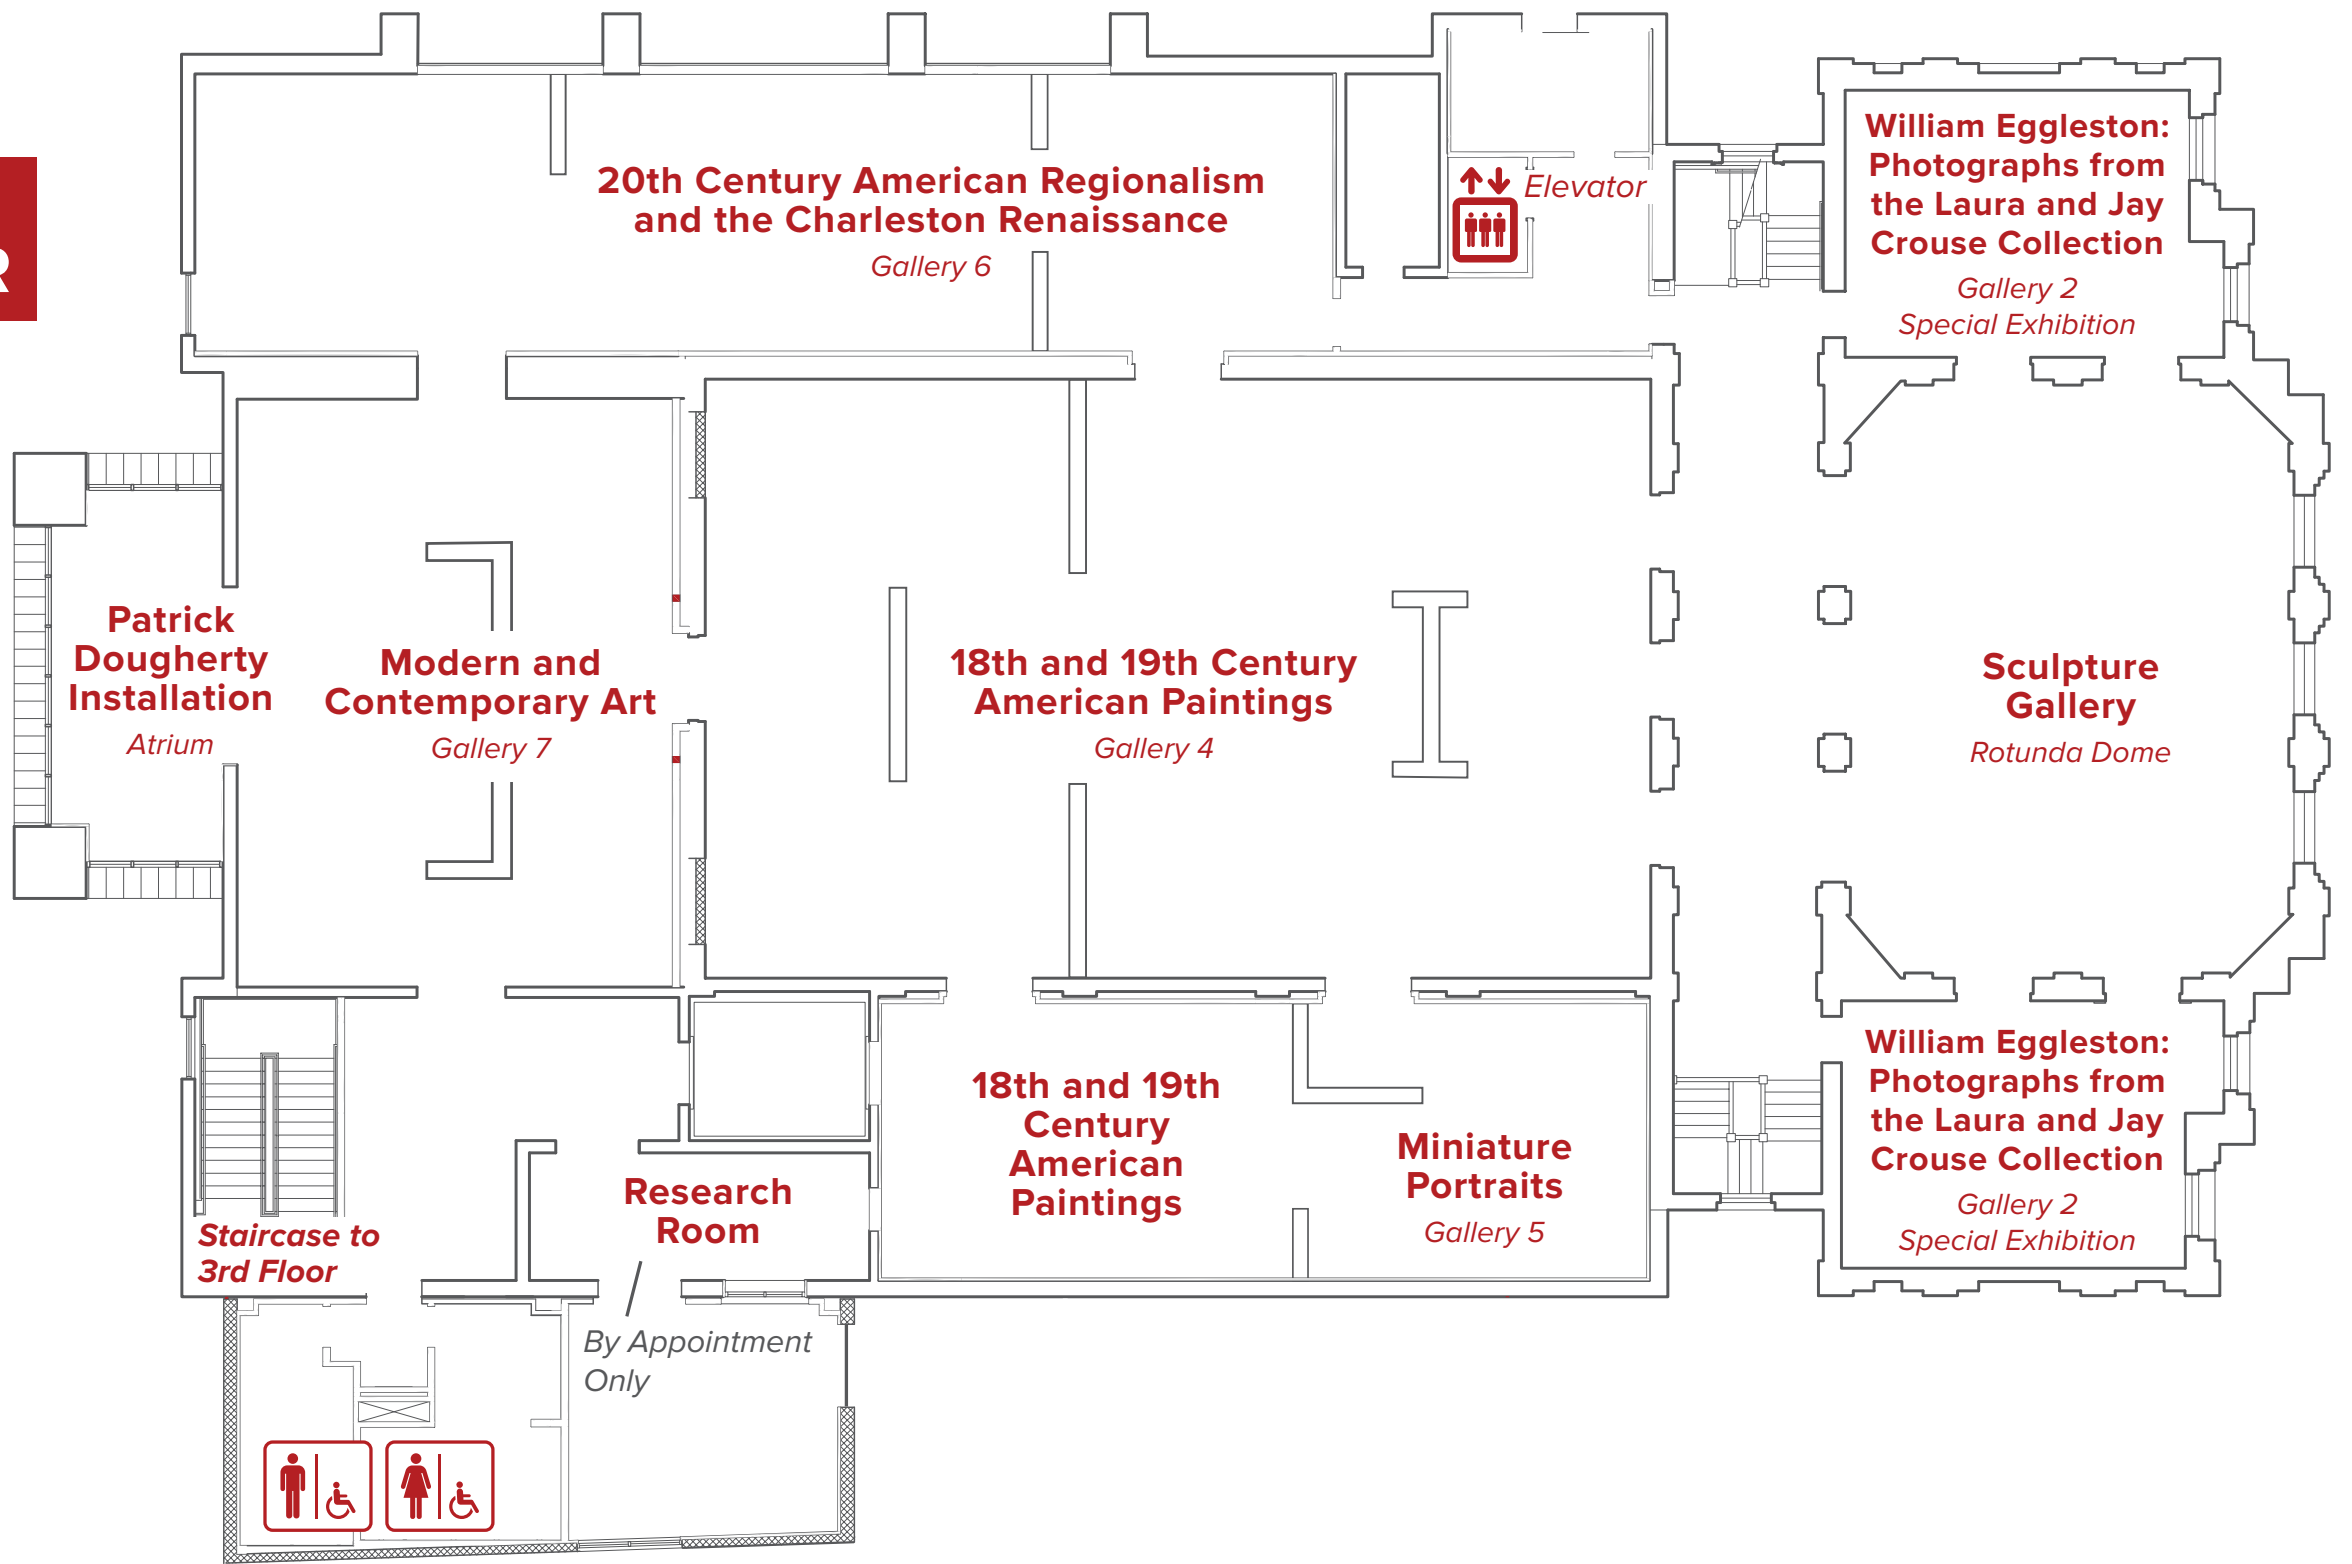 R
20th Century American Regionalism
and the Charleston Renaissance
Gallery 6
Elevator
William Eggleston:
Photographs from
the Laura and Jay
Crouse Collection
Gallery 2
Special Exhibition
Patrick
Dougherty
Installation
Atrium
Modern and
Contemporary Art
Gallery 7
18th and 19th Century
American Paintings
Gallery 4
Sculpture
Gallery
Rotunda Dome
Staircase to
3rd Floor
Research
Room
By Appointment
Only
18th and 19th
Century
American
Paintings
Miniature
Portraits
Gallery 5
William Eggleston:
Photographs from
the Laura and Jay
Crouse Collection
Gallery 2
Special Exhibition